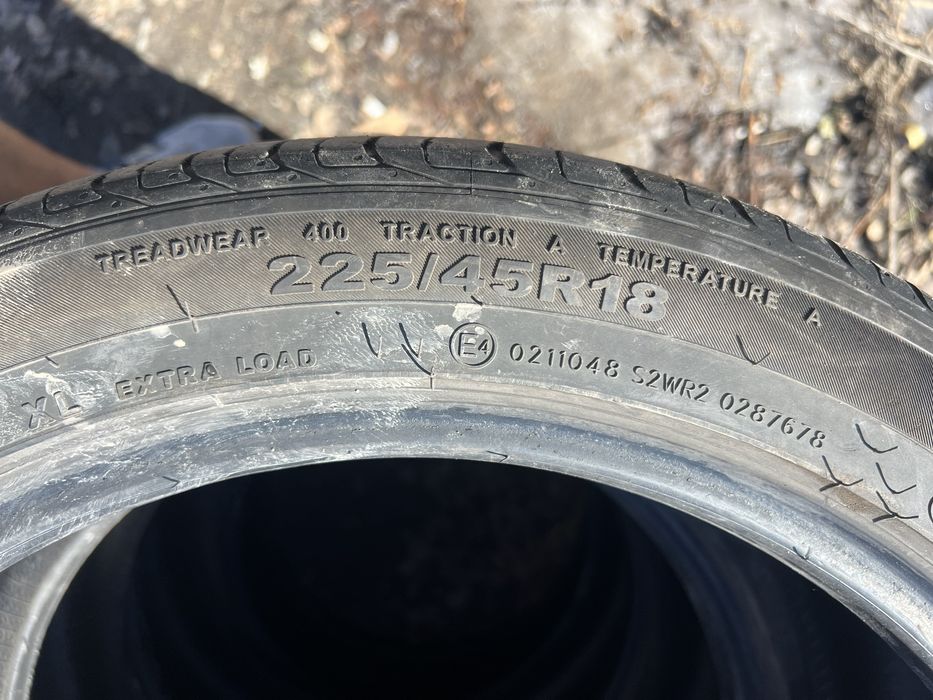 TREADWEAR 400 TRACTION A TEMPERATURE A
225/45R18
XL EXTRA LOAD E4 0211048 S2WR2 0287678